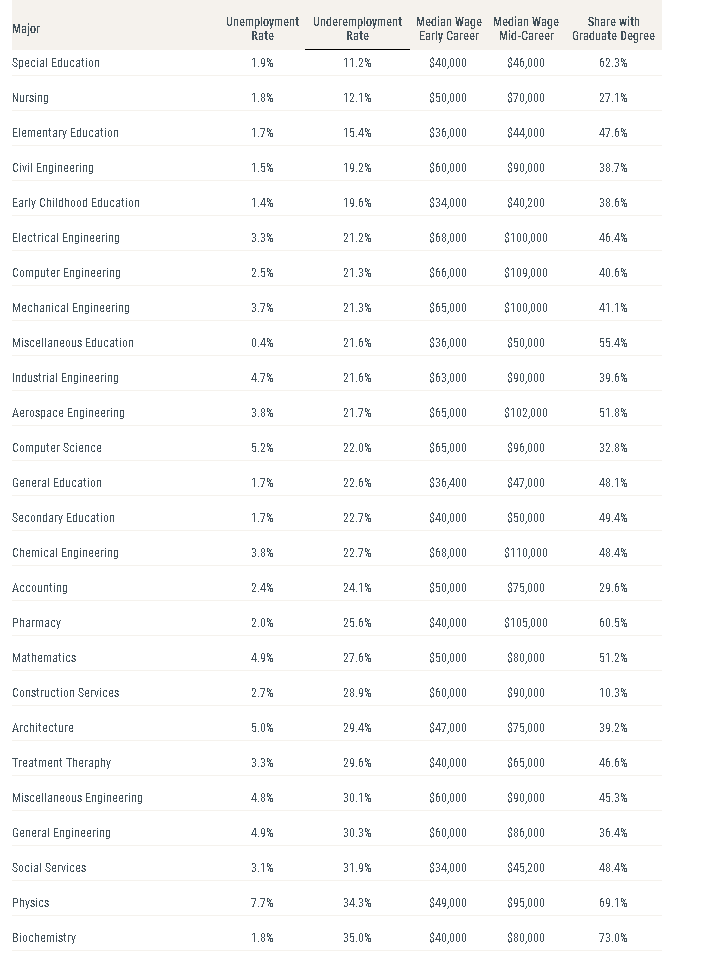 Major Unemployment Rate Underemployment Rate Median Wage Early Career Median Wage Mid-Career Share with Graduate Degree
Special Education 1.9% 11.2% $40,000 $46,000 62.3%
Nursing 1.8% 12.1% $50,000 $70,000 27.1%
Elementary Education 1.7% 15.4% $36,000 $44,000 47.6%
Civil Engineering 1.5% 19.2% $60,000 $90,000 38.7%
Early Childhood Education 1.4% 19.6% $34,000 $40,200 38.6%
Electrical Engineering 3.3% 21.2% $68,000 $100,000 46.4%
Computer Engineering 2.5% 21.3% $66,000 $109,000 40.6%
Mechanical Engineering 3.7% 21.3% $65,000 $100,000 41.1%
Miscellaneous Education 0.4% 21.6% $36,000 $50,000 55.4%
Industrial Engineering 4.7% 21.6% $63,000 $90,000 39.6%
Aerospace Engineering 3.8% 21.7% $65,000 $102,000 51.8%
Computer Science 5.2% 22.0% $65,000 $96,000 32.8%
General Education 1.7% 22.6% $36,400 $47,000 48.1%
Secondary Education 1.7% 22.7% $40,000 $50,000 49.4%
Chemical Engineering 3.8% 22.7% $68,000 $110,000 48.4%
Accounting 2.4% 24.1% $50,000 $75,000 29.6%
Pharmacy 2.0% 25.6% $40,000 $105,000 60.5%
Mathematics 4.9% 27.6% $50,000 $80,000 51.2%
Construction Services 2.7% 28.9% $60,000 $90,000 10.3%
Architecture 5.0% 29.4% $47,000 $75,000 39.2%
Treatment Theraphy 3.3% 29.6% $40,000 $65,000 46.6%
Miscellaneous Engineering 4.8% 30.1% $60,000 $90,000 45.3%
General Engineering 4.9% 30.3% $60,000 $86,000 36.4%
Social Services 3.1% 31.9% $34,000 $45,200 48.4%
Physics 7.7% 34.3% $49,000 $95,000 69.1%
Biochemistry 1.8% 35.0% $40,000 $80,000 73.0%